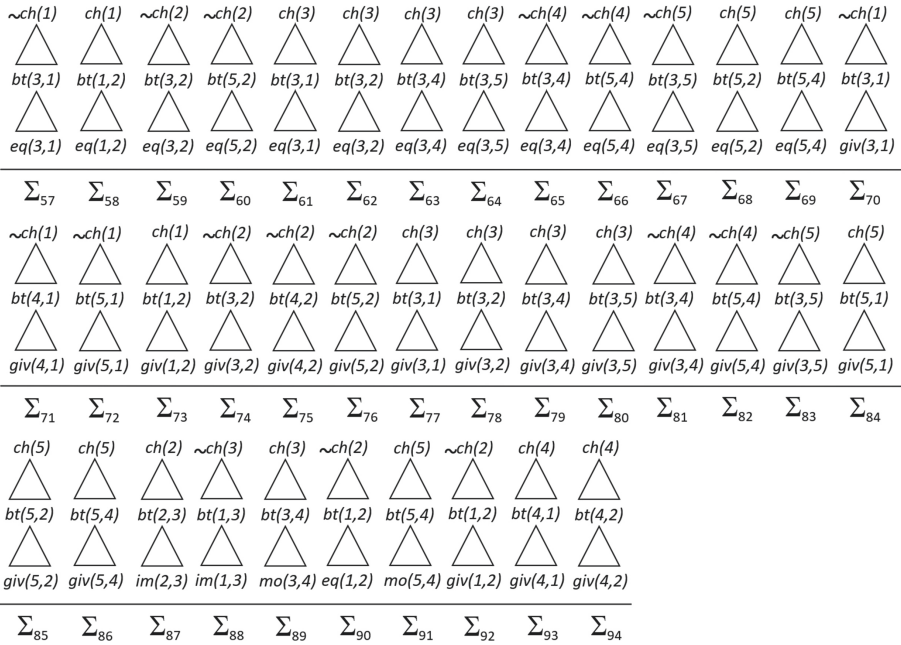 ~ch(1) ch(1) ~ch(2) ~ch(2) ch(3) ch(3) ch(3) ch(3) ~ch(4) ~ch(4) ~ch(5) ch(5) ch(5) ~ch(1)
bt(3,1) bt(1,2) bt(3,2) bt(5,2) bt(3,1) bt(3,2) bt(3,4) bt(3,5) bt(3,4) bt(5,4) bt(3,5) bt(5,2) bt(5,4) bt(3,1)
eq(3,1) eq(1,2) eq(3,2) eq(5,2) eq(3,1) eq(3,2) eq(3,4) eq(3,5) eq(3,4) eq(5,4) eq(3,5) eq(5,2) eq(5,4) giv(3,1)
Σ57 Σ58 Σ59 Σ60 Σ61 Σ62 Σ63 Σ64 Σ65 Σ66 Σ67 Σ68 Σ69 Σ70
~ch(1) ~ch(1) ch(1) ~ch(2) ~ch(2) ~ch(2) ch(3) ch(3) ch(3) ch(3) ~ch(4) ~ch(4) ~ch(5) ch(5)
bt(4,1) bt(5,1) bt(1,2) bt(3,2) bt(4,2) bt(5,2) bt(3,1) bt(3,2) bt(3,4) bt(3,5) bt(3,4) bt(5,4) bt(3,5) bt(5,1)
giv(4,1) giv(5,1) giv(1,2) giv(3,2) giv(4,2) giv(5,2) giv(3,1) giv(3,2) giv(3,4) giv(3,5) giv(3,4) giv(5,4) giv(3,5) giv(5,1)
Σ71 Σ72 Σ73 Σ74 Σ75 Σ76 Σ77 Σ78 Σ79 Σ80 Σ81 Σ82 Σ83 Σ84
ch(5) ch(5) ch(2) ~ch(3) ch(3) ~ch(2) ch(5) ~ch(2) ch(4) ch(4)
bt(5,2) bt(5,4) bt(2,3) bt(1,3) bt(3,4) bt(1,2) bt(5,4) bt(1,2) bt(4,1) bt(4,2)
giv(5,2) giv(5,4) im(2,3) im(1,3) mo(3,4) eq(1,2) mo(5,4) giv(1,2) giv(4,1) giv(4,2)
Σ85 Σ86 Σ87 Σ88 Σ89 Σ90 Σ91 Σ92 Σ93 Σ94